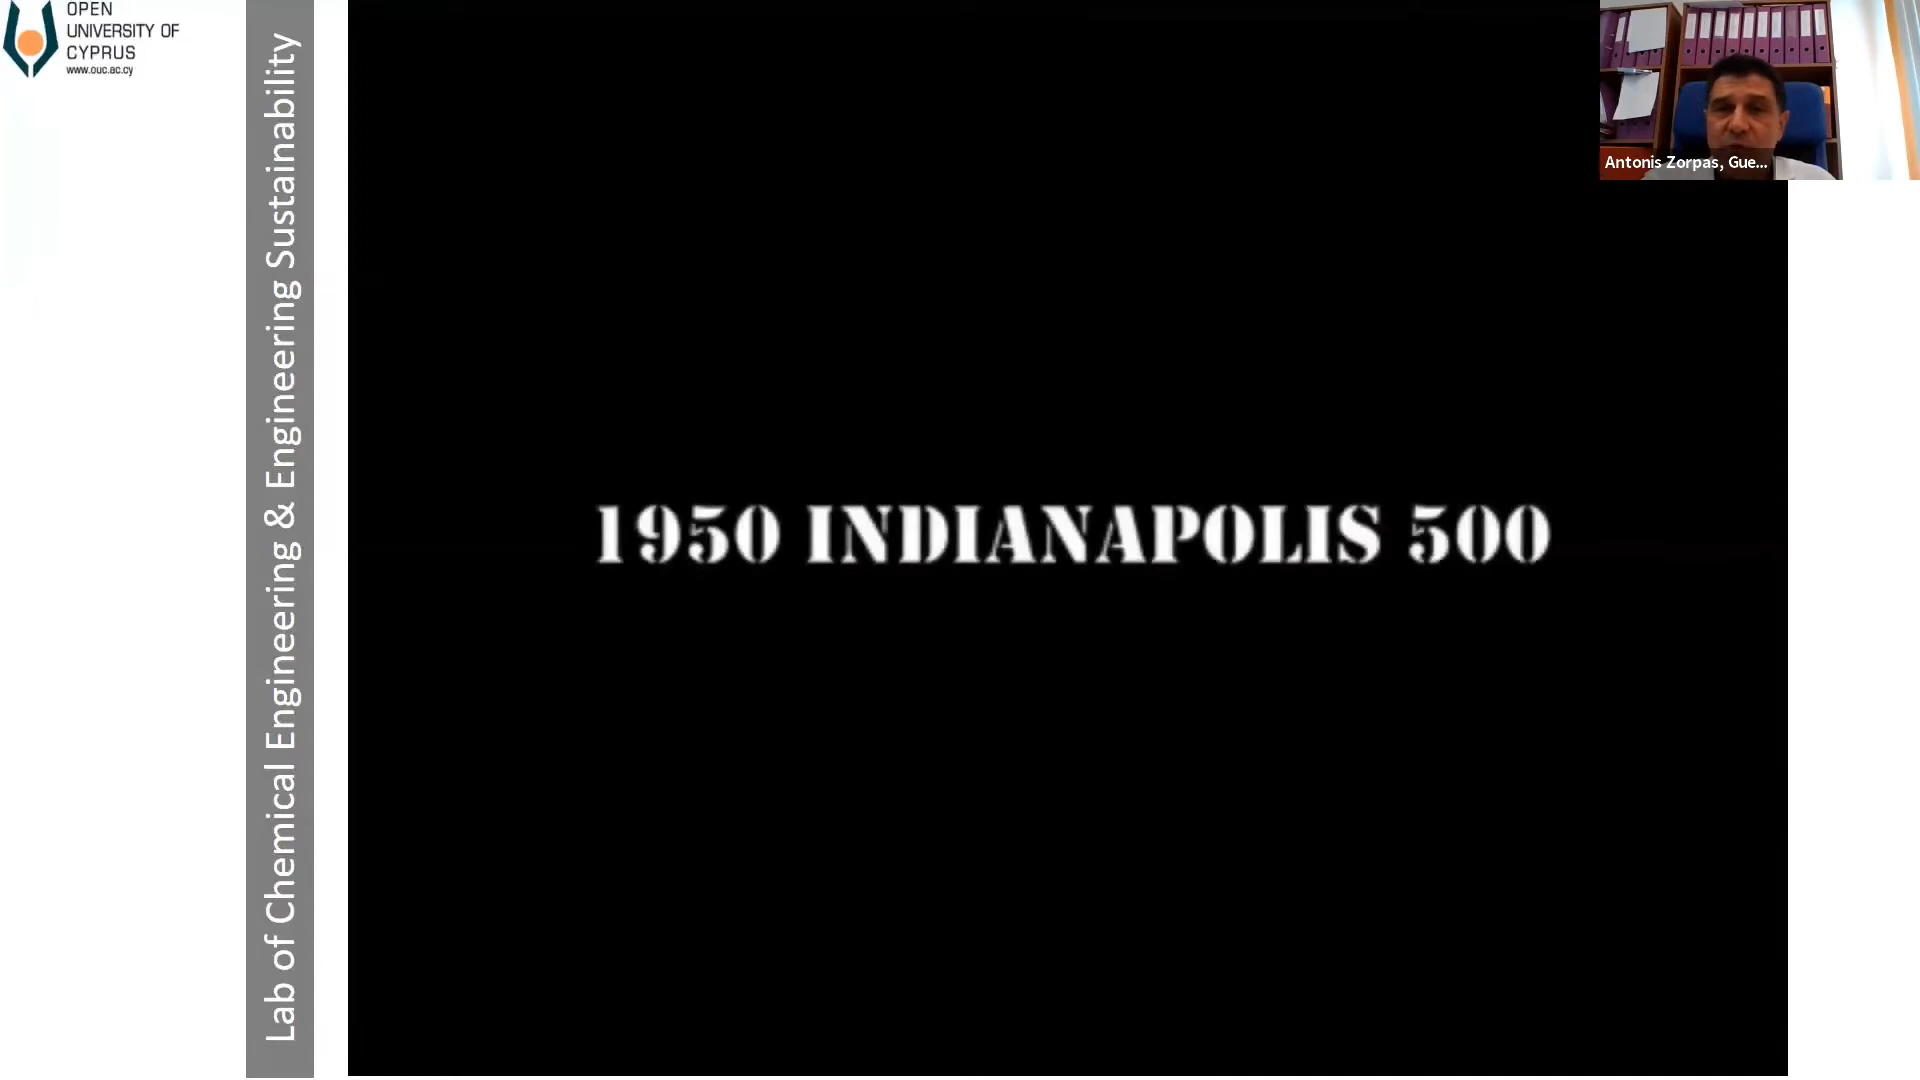 OPEN
UNIVERSITY OF
CYPRUS
www.ouc.ac.cy
Lab of Chemical Engineering & Engineering Sustainability
1950 INDIANAPOLIS 500
Antonis Zorpas, Gue...